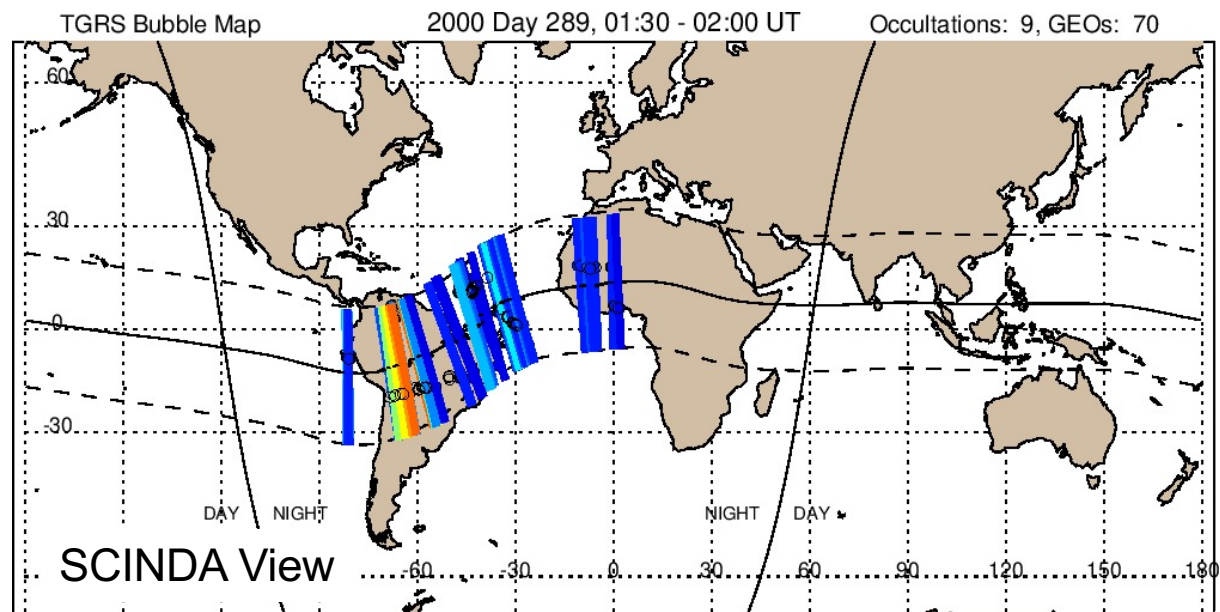 TGRS Bubble Map 2000 Day 289, 01:30 - 02:00 UT Occultations: 9, GEOs: 70
60
30
0
-30
DAY NIGHT NIGHT DAY
SCINDA View
-60 -30 0 30 60 90 120 150 180